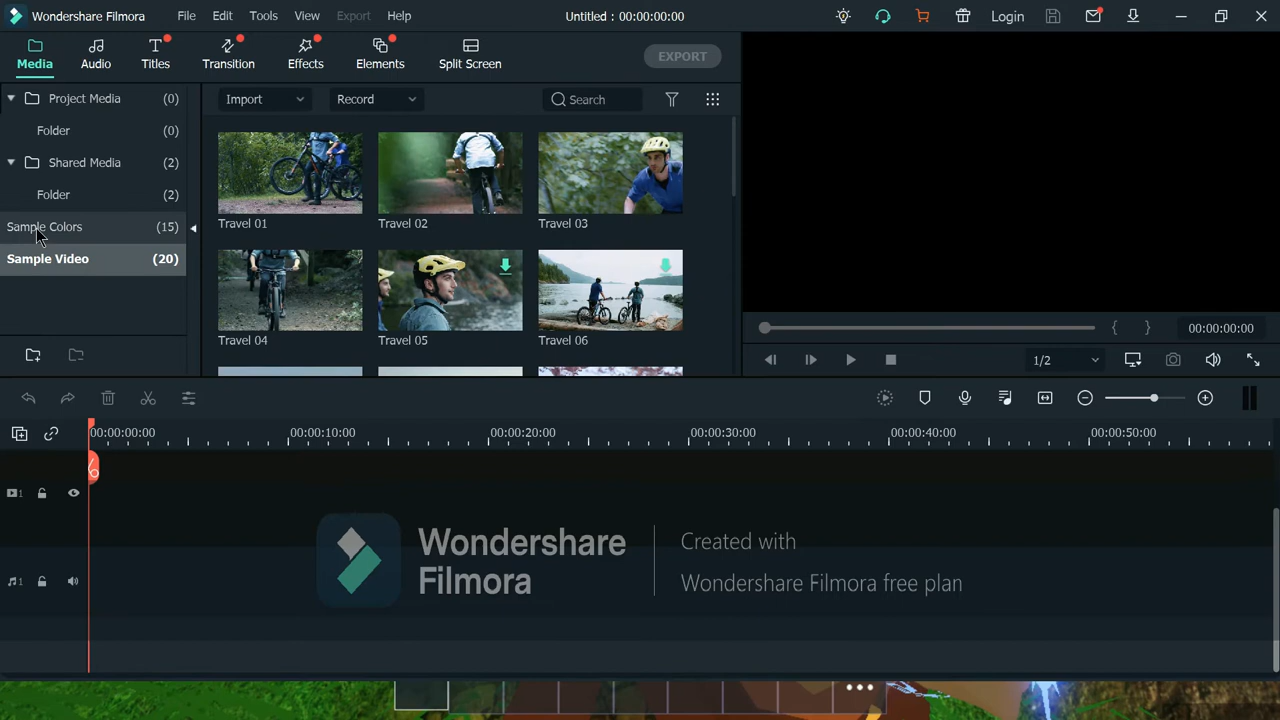 Wondershare Filmora File Edit Tools View Export Help Untitled : 00:00:00:00 Login
Media Audio Titles Transition Effects Elements Split Screen EXPORT
Project Media (0)
Folder (0)
Shared Media (2)
Folder (2)
Sample Colors (15)
Sample Video (20)
Import Record Search
Travel 01 Travel 02 Travel 03
Travel 04 Travel 05 Travel 06
00:00:00:00
1/2
00:00:00:00 00:00:10:00 00:00:20:00 00:00:30:00 00:00:40:00 00:00:50:00
1
1
Wondershare
Filmora
Created with
Wondershare Filmora free plan